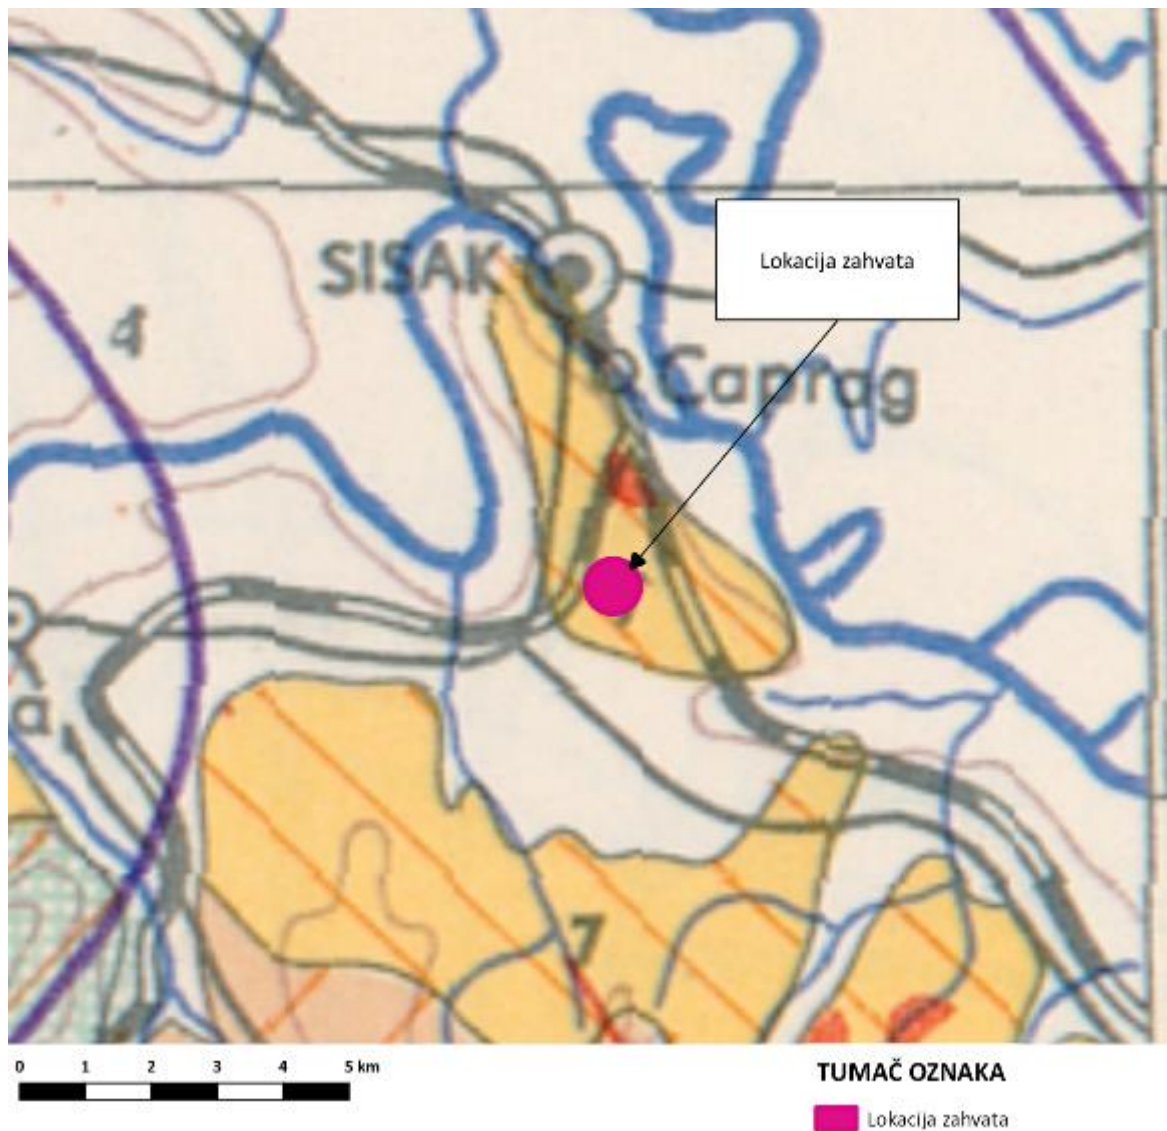 SISAK
Lokacija zahvata
4
Caprag
a
7
0 1 2 3 4 5 km
TUMAČ OZNAKA
Lokacija zahvata